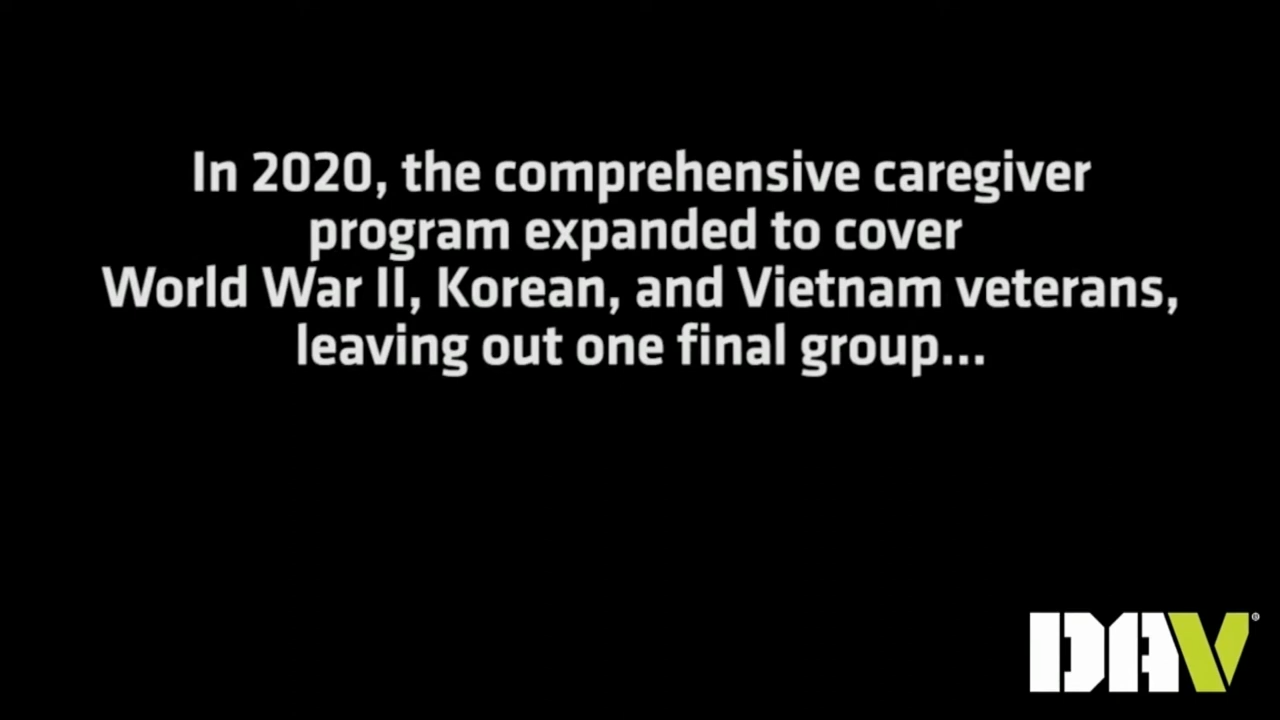 In 2020, the comprehensive caregiver
program expanded to cover
World War II, Korean, and Vietnam veterans,
leaving out one final group...
DAV®